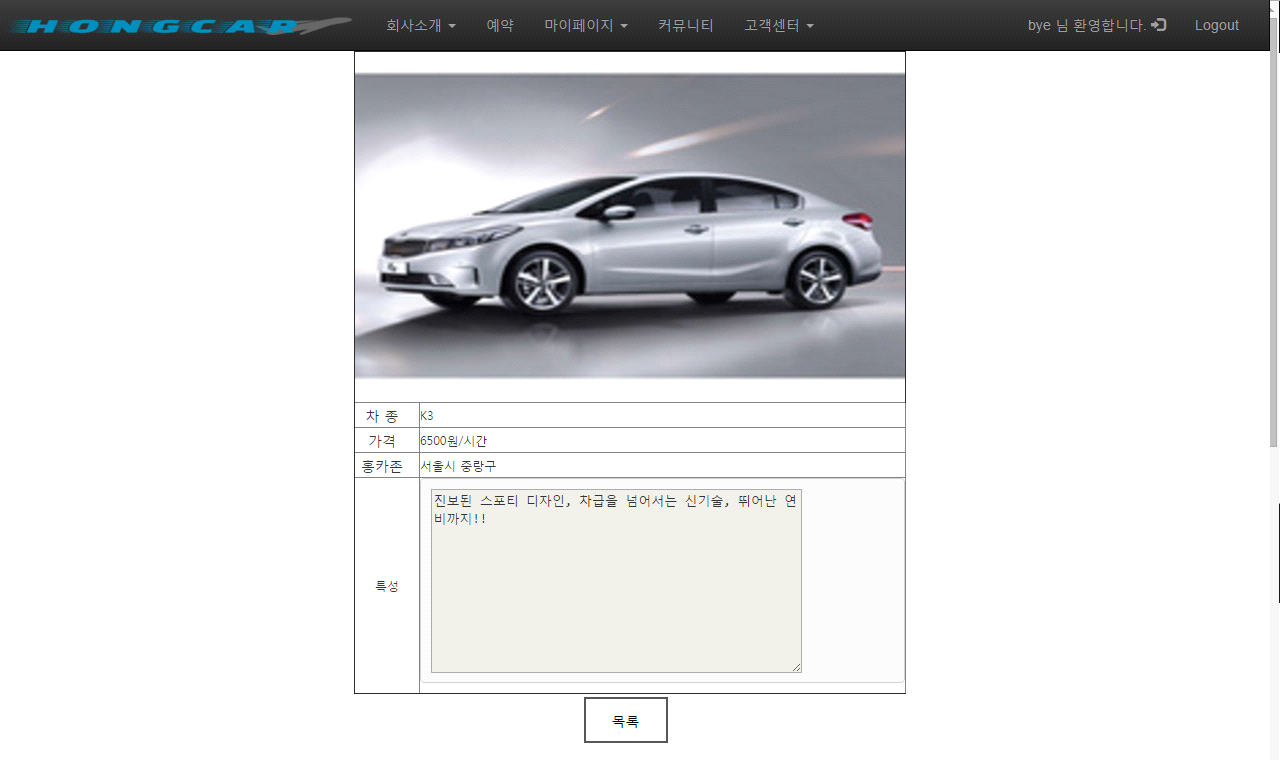 HONGCAR 회사소개 예약 마이페이지 커뮤니티 고객센터 bye 님 환영합니다. Logout
차 종 K3
가격 6500원/시간
홍카존 서울시 중랑구
특성 진보된 스포티 디자인, 차급을 넘어서는 신기술, 뛰어난 연
비까지!!
목록